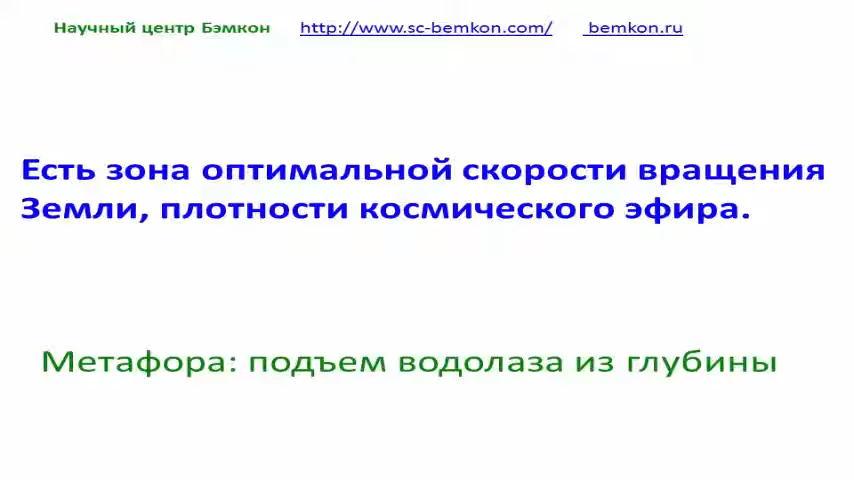 Научный центр Бэмкон http://www.sc-bemkon.com/ bemkon.ru
Есть зона оптимальной скорости вращения
Земли, плотности космического эфира.
Метафора: подъем водолаза из глубины